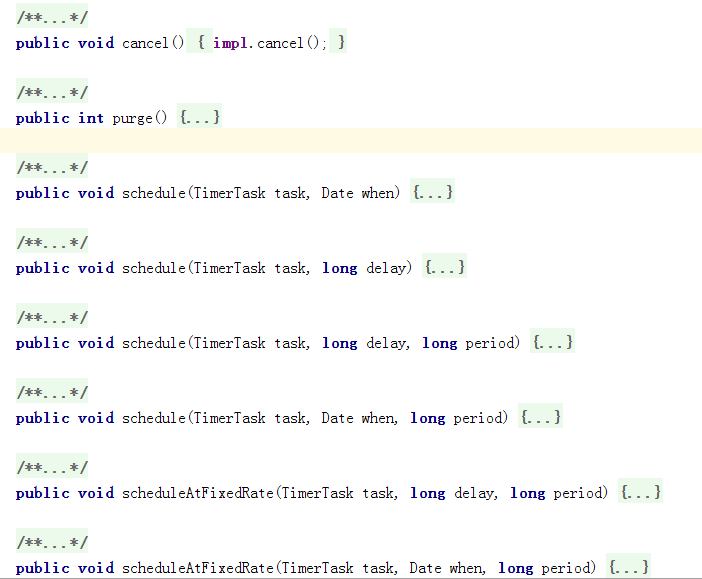 /**...*/
public void cancel() { impl.cancel(); }
/**...*/
public int purge() {...}
/**...*/
public void schedule(TimerTask task, Date when) {...}
/**...*/
public void schedule(TimerTask task, long delay) {...}
/**...*/
public void schedule(TimerTask task, long delay, long period) {...}
/**...*/
public void schedule(TimerTask task, Date when, long period) {...}
/**...*/
public void scheduleAtFixedRate(TimerTask task, long delay, long period) {...}
/**...*/
public void scheduleAtFixedRate(TimerTask task, Date when, long period) {...}